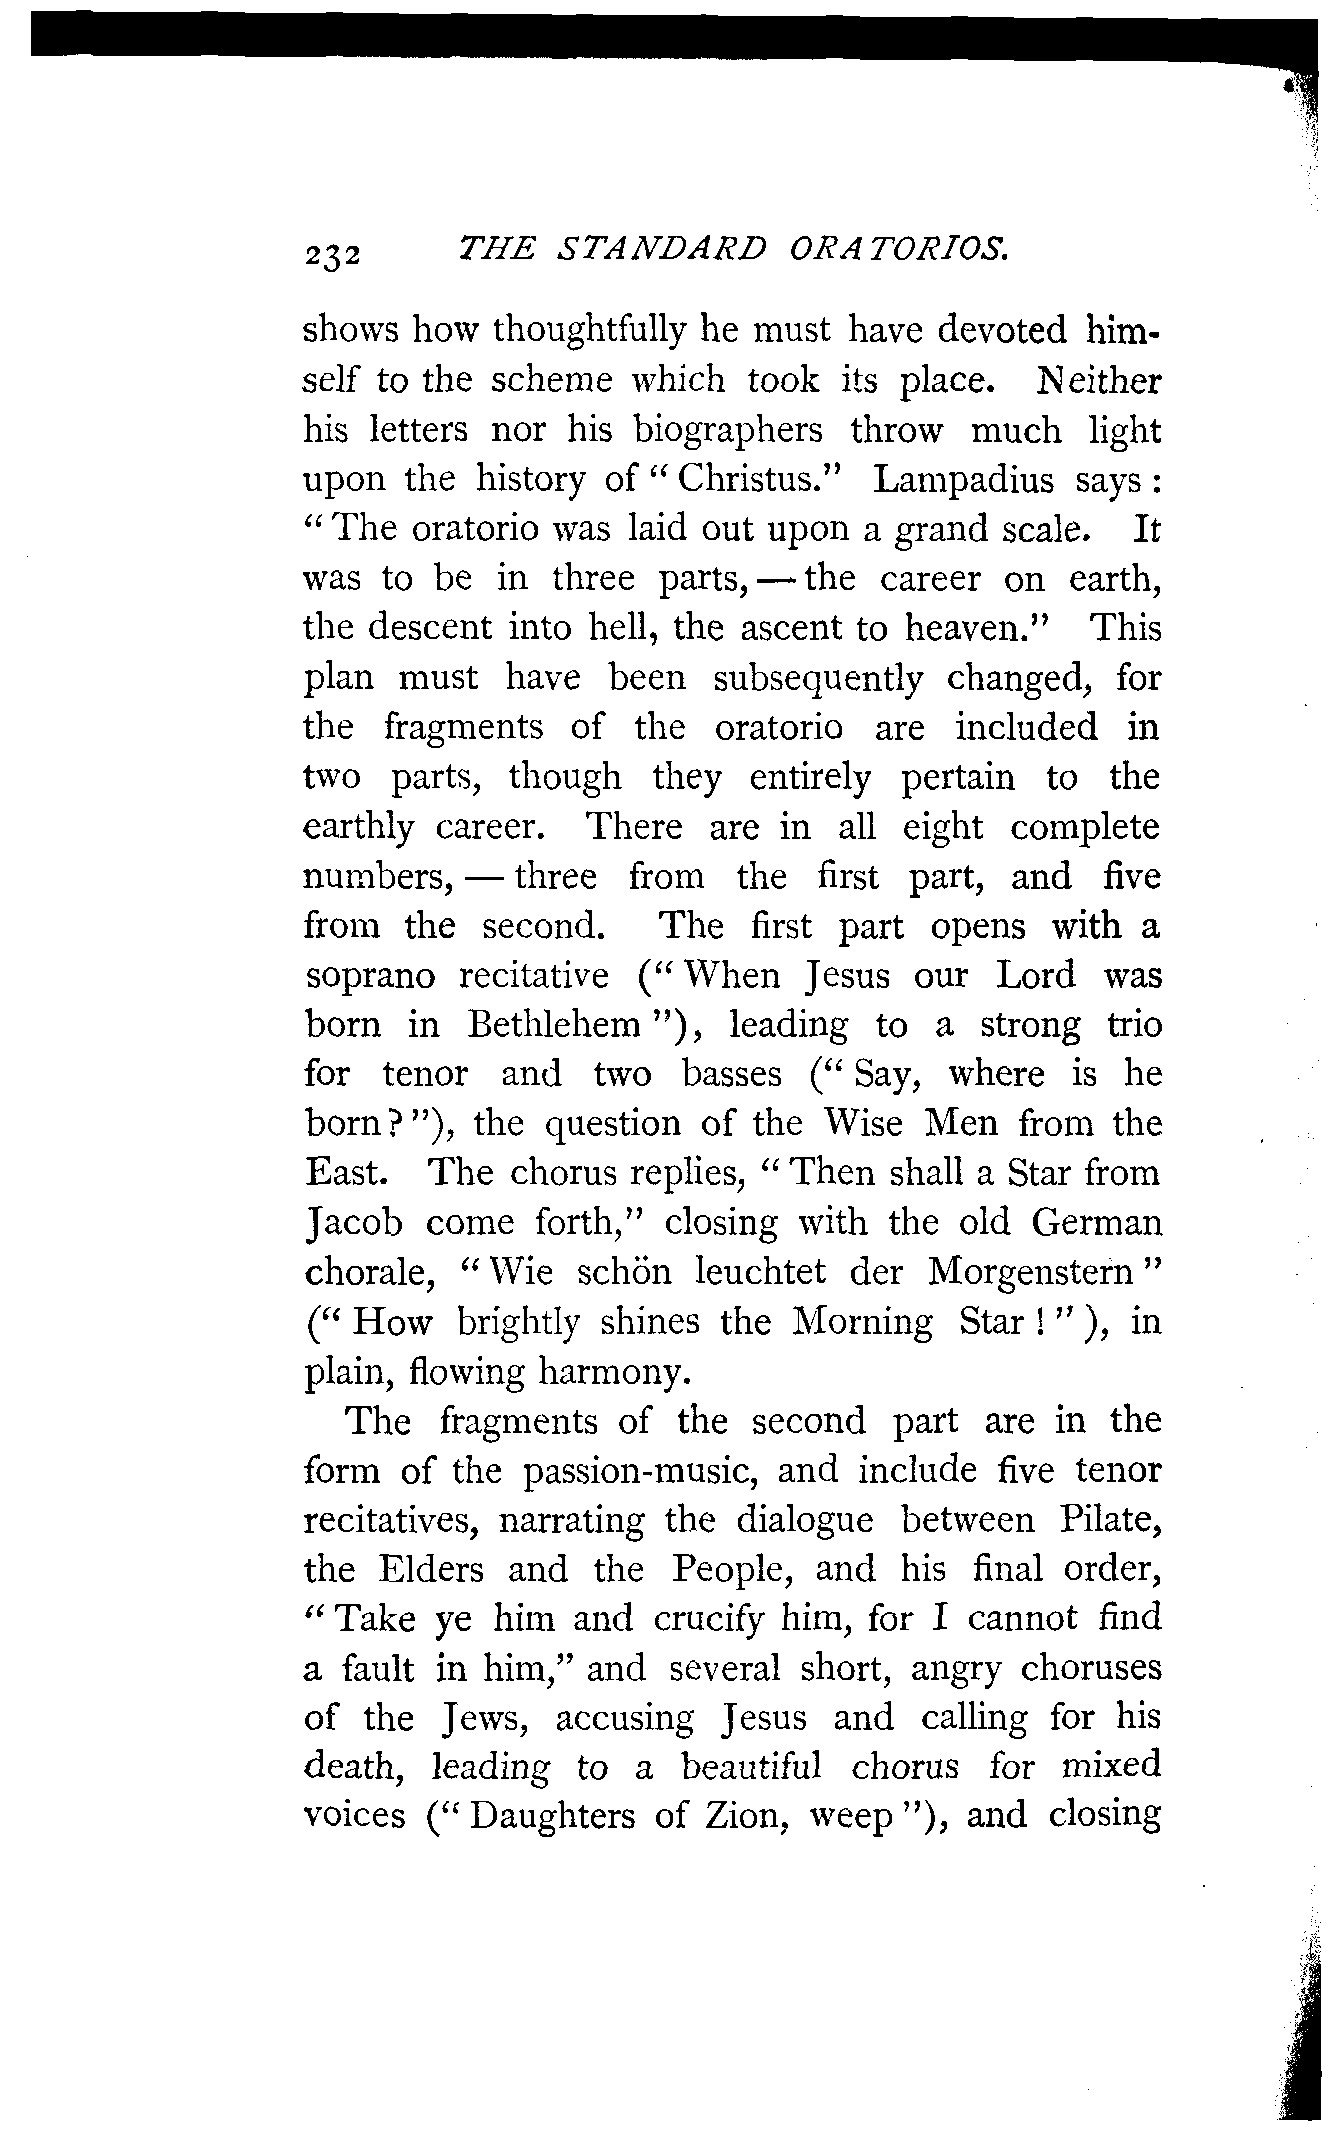 232 THE STANDARD ORATORIOS.
shows how thoughtfully he must have devoted him-
self to the scheme which took its place. Neither
his letters nor his biographers throw much light
upon the history of “ Christus.” Lampadius says :
“ The oratorio was laid out upon a grand scale. It
was to be in three parts, — the career on earth,
the descent into hell, the ascent to heaven.” This
plan must have been subsequently changed, for
the fragments of the oratorio are included in
two parts, though they entirely pertain to the
earthly career. There are in all eight complete
numbers, — three from the first part, and five
from the second. The first part opens with a
soprano recitative (“ When Jesus our Lord was
born in Bethlehem ”), leading to a strong trio
for tenor and two basses (“ Say, where is he
born? ”), the question of the Wise Men from the
East. The chorus replies, “ Then shall a Star from
Jacob come forth,” closing with the old German
chorale, “ Wie schön leuchtet der Morgenstern ”
(“ How brightly shines the Morning Star ! ” ), in
plain, flowing harmony.
The fragments of the second part are in the
form of the passion-music, and include five tenor
recitatives, narrating the dialogue between Pilate,
the Elders and the People, and his final order,
“ Take ye him and crucify him, for I cannot find
a fault in him,” and several short, angry choruses
of the Jews, accusing Jesus and calling for his
death, leading to a beautiful chorus for mixed
voices (“ Daughters of Zion, weep ”), and closing